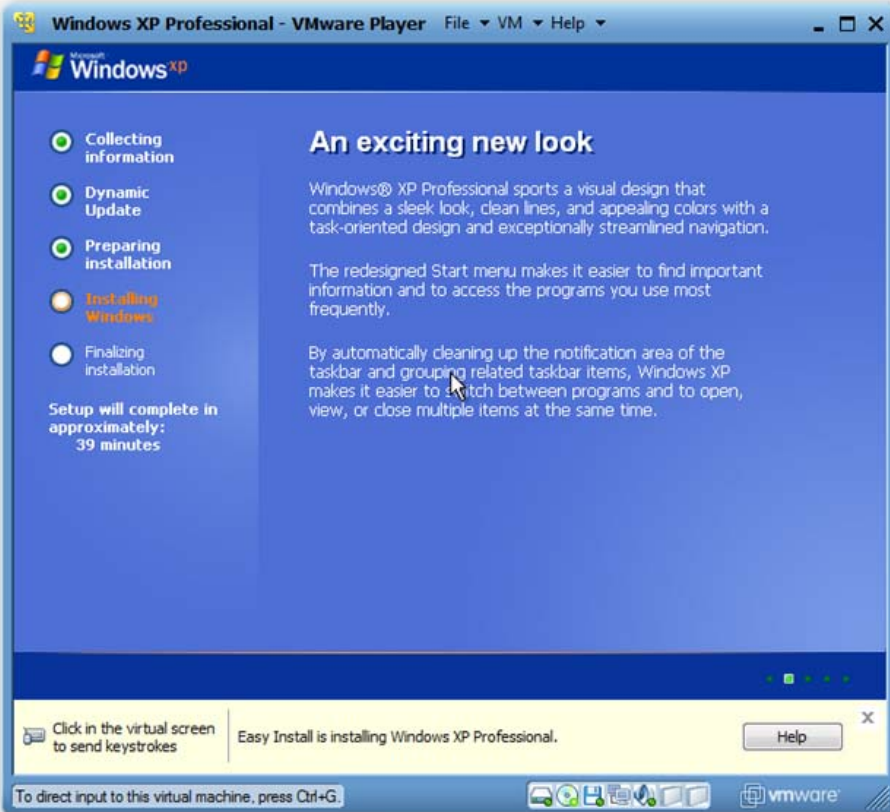 Windows XP Professional - VMware Player File VM Help
Microsoft
Windows xp
Collecting
information
Dynamic
Update
Preparing
installation
Installing
Windows
Finalizing
installation
Setup will complete in
approximately:
39 minutes
An exciting new look
Windows® XP Professional sports a visual design that
combines a sleek look, clean lines, and appealing colors with a
task-oriented design and exceptionally streamlined navigation.
The redesigned Start menu makes it easier to find important
information and to access the programs you use most
frequently.
By automatically cleaning up the notification area of the
taskbar and grouping related taskbar items, Windows XP
makes it easier to switch between programs and to open,
view, or close multiple items at the same time.
Click in the virtual screen
to send keystrokes
Easy Install is installing Windows XP Professional.
Help
To direct input to this virtual machine, press Ctrl+G.
vmware